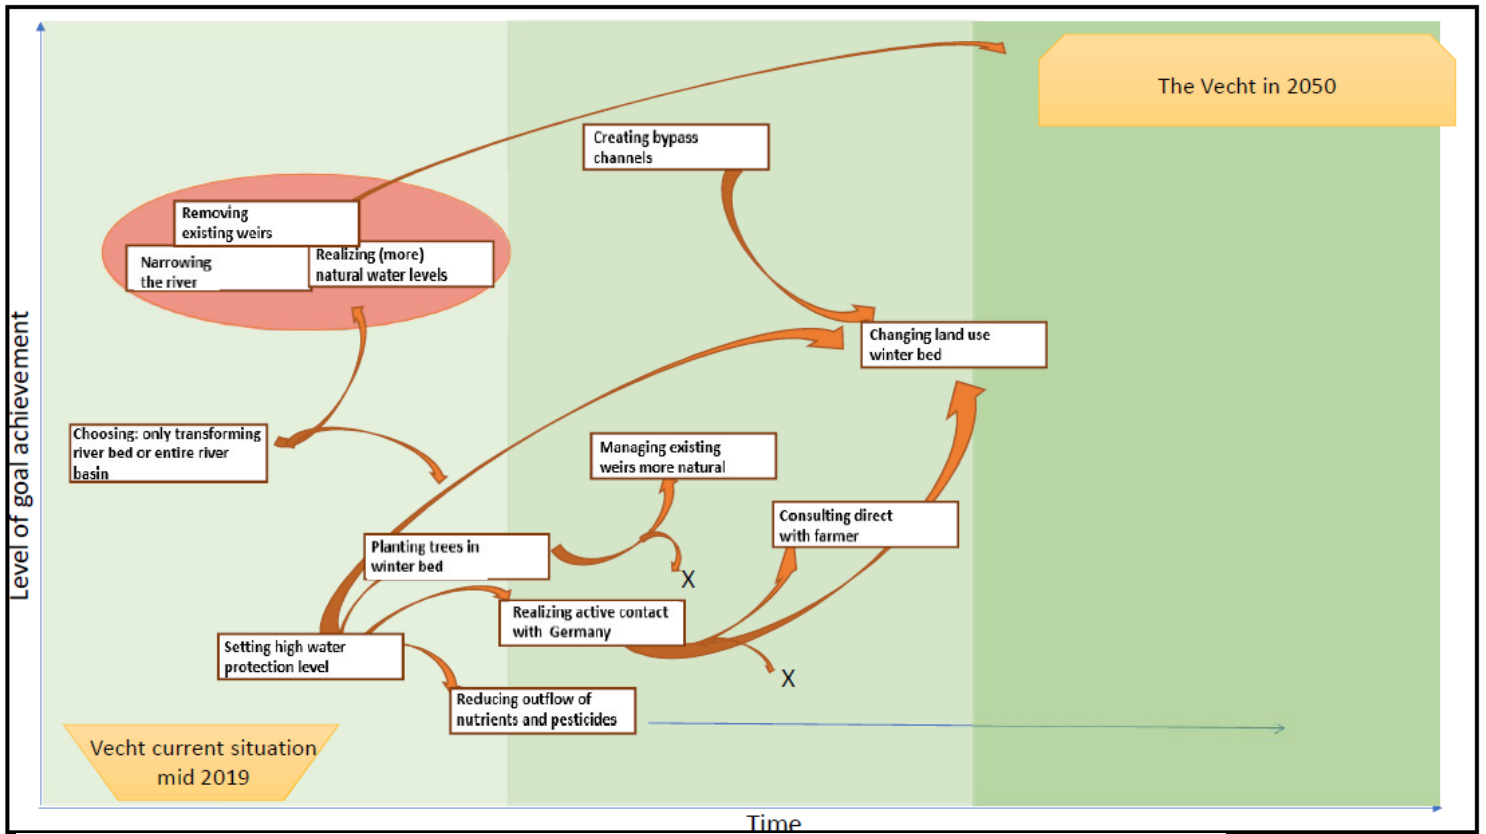 The Vecht in 2050
Creating bypass
channels
Removing
existing weirs
Realizing (more)
natural water levels
Narrowing
the river
Changing land use
winter bed
Level of goal achievement
Choosing: only transforming
river bed or entire river
basin
Managing existing
weirs more natural
Consulting direct
with farmer
Planting trees in
winter bed
X
Realizing active contact
with Germany
Setting high water
protection level
X
Reducing outflow of
nutrients and pesticides
Vecht current situation
mid 2019
Time